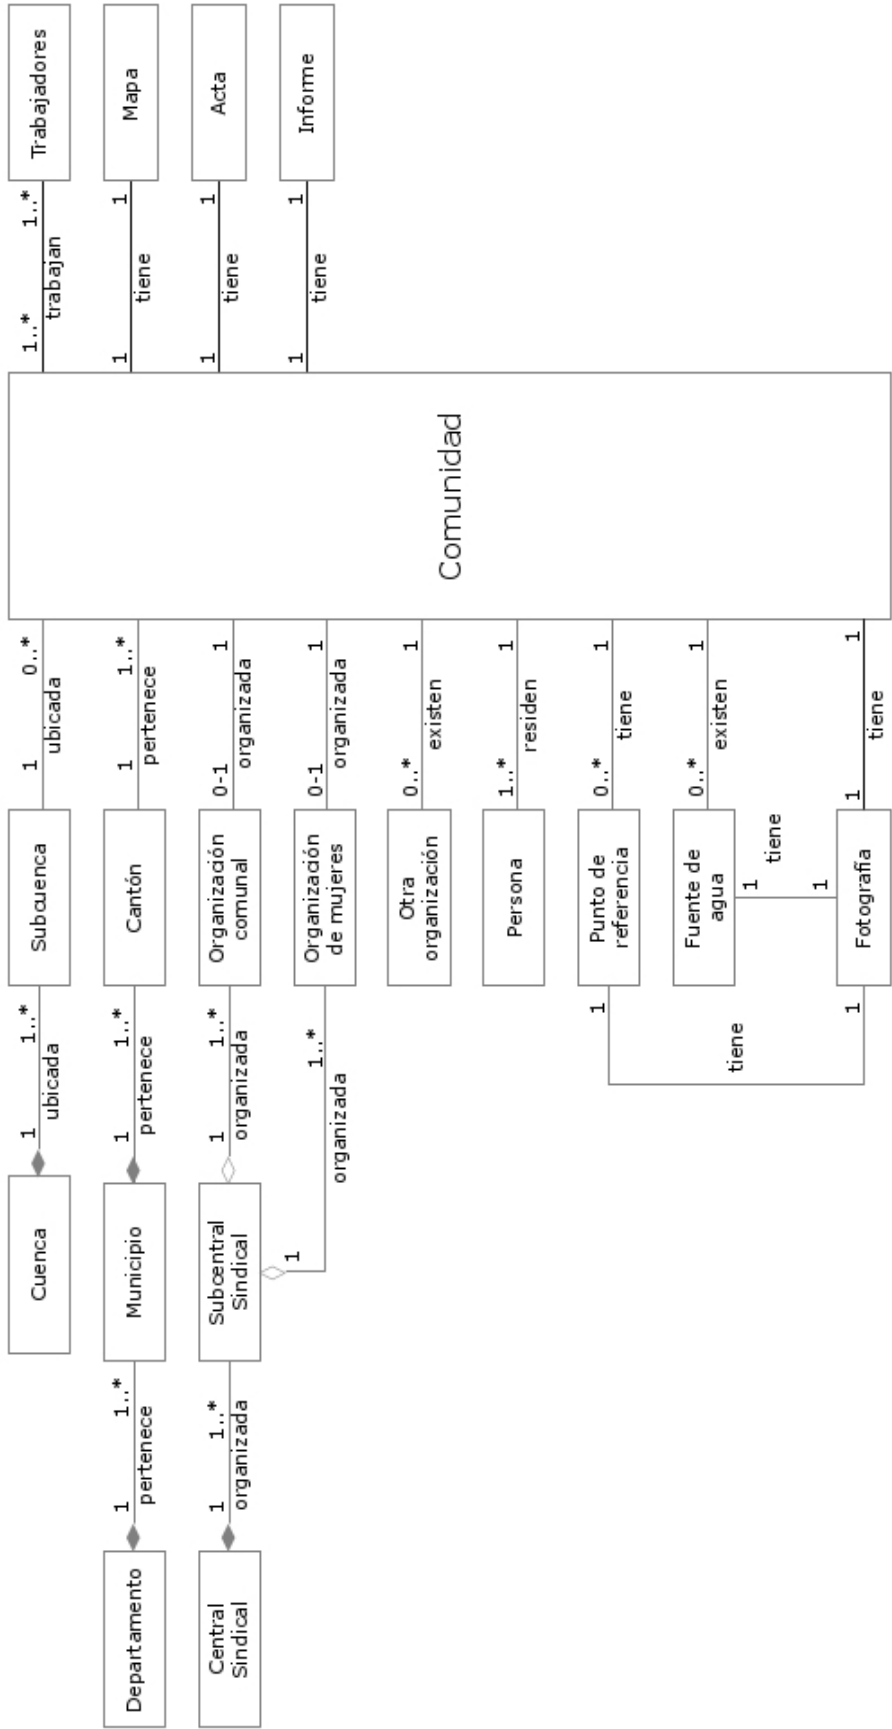 Cuenca
1
1..*
ubicada
Subcuenca
1
0..*
ubicada
1..*
1..*
trabajan
Trabajadores
Departamento
1
1..*
pertenece
Municipio
1
1..*
pertenece
Cantón
1
1..*
pertenece
1
1
tiene
Mapa
Central
Sindical
1
1..*
organizada
Subcentral
Sindical
1
1..*
organizada
Organización
comunal
0-1
1
organizada
1
1
tiene
Acta
1
1..*
organizada
Organización
de mujeres
0-1
1
organizada
1
1
tiene
Informe
Otra
organización
0..*
1
existen
Comunidad
Persona
1..*
1
residen
1
Punto de
referencia
0..*
1
tiene
Fuente de
agua
0..*
1
existen
tiene
1
1
tiene
1
Fotografía
1
1
tiene